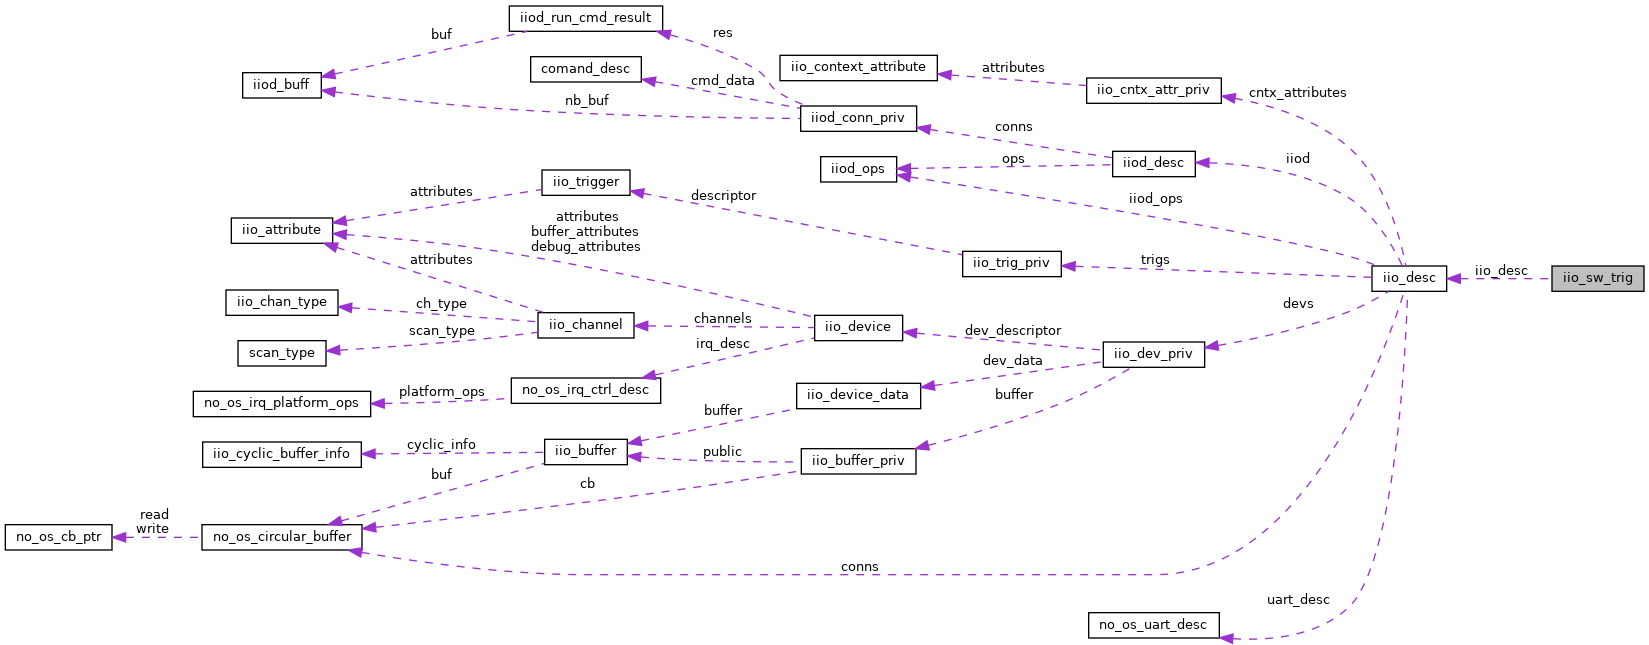 iiod_run_cmd_result
buf
res
iio_context_attribute
attributes
comand_desc
iiod_buff
cmd_data
iio_cntx_attr_priv
cntx_attributes
nb_buf
iiod_conn_priv
conns
iiod_desc
iiod
ops
iiod_ops
iio_trigger
attributes
descriptor
iiod_ops
attributes
buffer_attributes
debug_attributes
iio_attribute
attributes
iio_trig_priv
trigs
iio_desc
iio_desc
iio_sw_trig
iio_chan_type
ch_type
devs
channels
iio_channel
iio_device
dev_descriptor
scan_type
scan_type
irq_desc
iio_dev_priv
dev_data
no_os_irq_ctrl_desc
platform_ops
no_os_irq_platform_ops
iio_device_data
buffer
buffer
cyclic_info
iio_cyclic_buffer_info
iio_buffer
public
iio_buffer_priv
buf
cb
read
write
no_os_cb_ptr
no_os_circular_buffer
conns
uart_desc
no_os_uart_desc